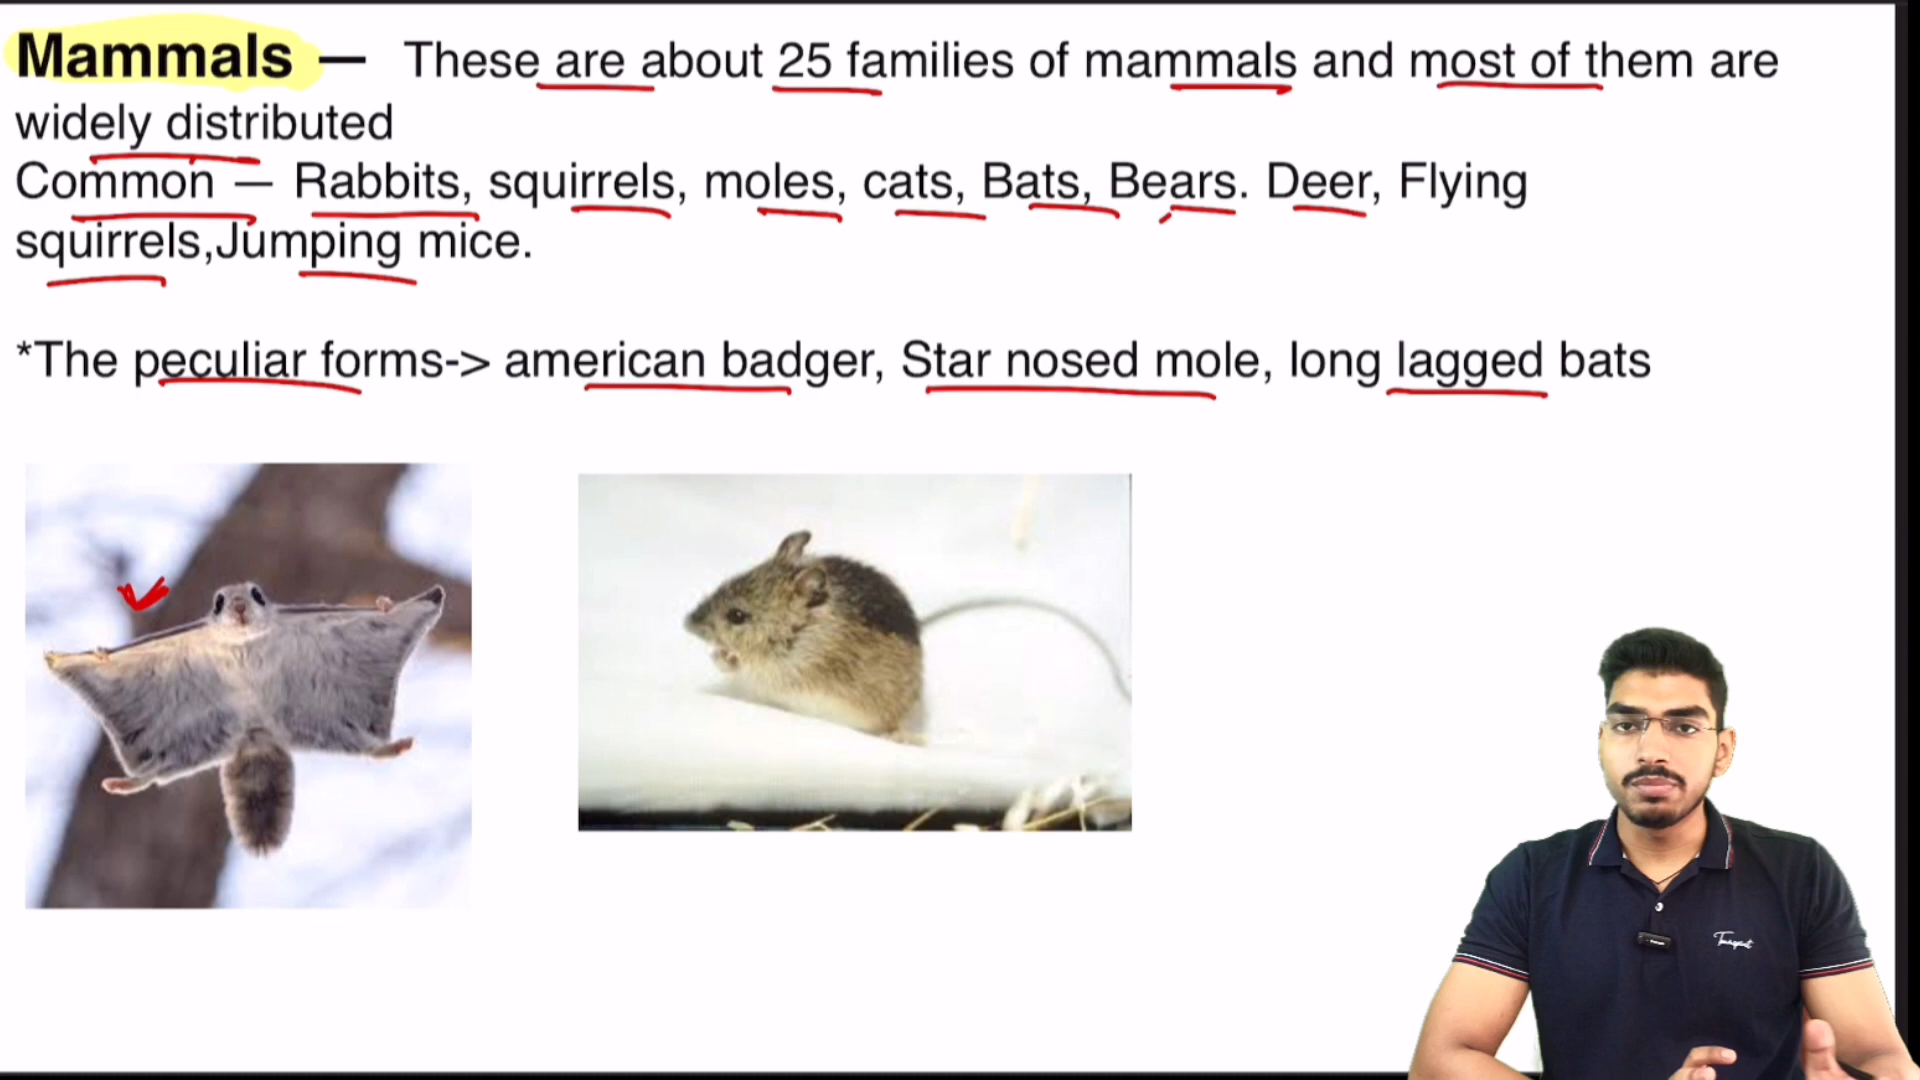 Mammals — These are about 25 families of mammals and most of them are
widely distributed
Common — Rabbits, squirrels, moles, cats, Bats, Bears. Deer, Flying
squirrels,Jumping mice.
*The peculiar forms-> american badger, Star nosed mole, long lagged bats